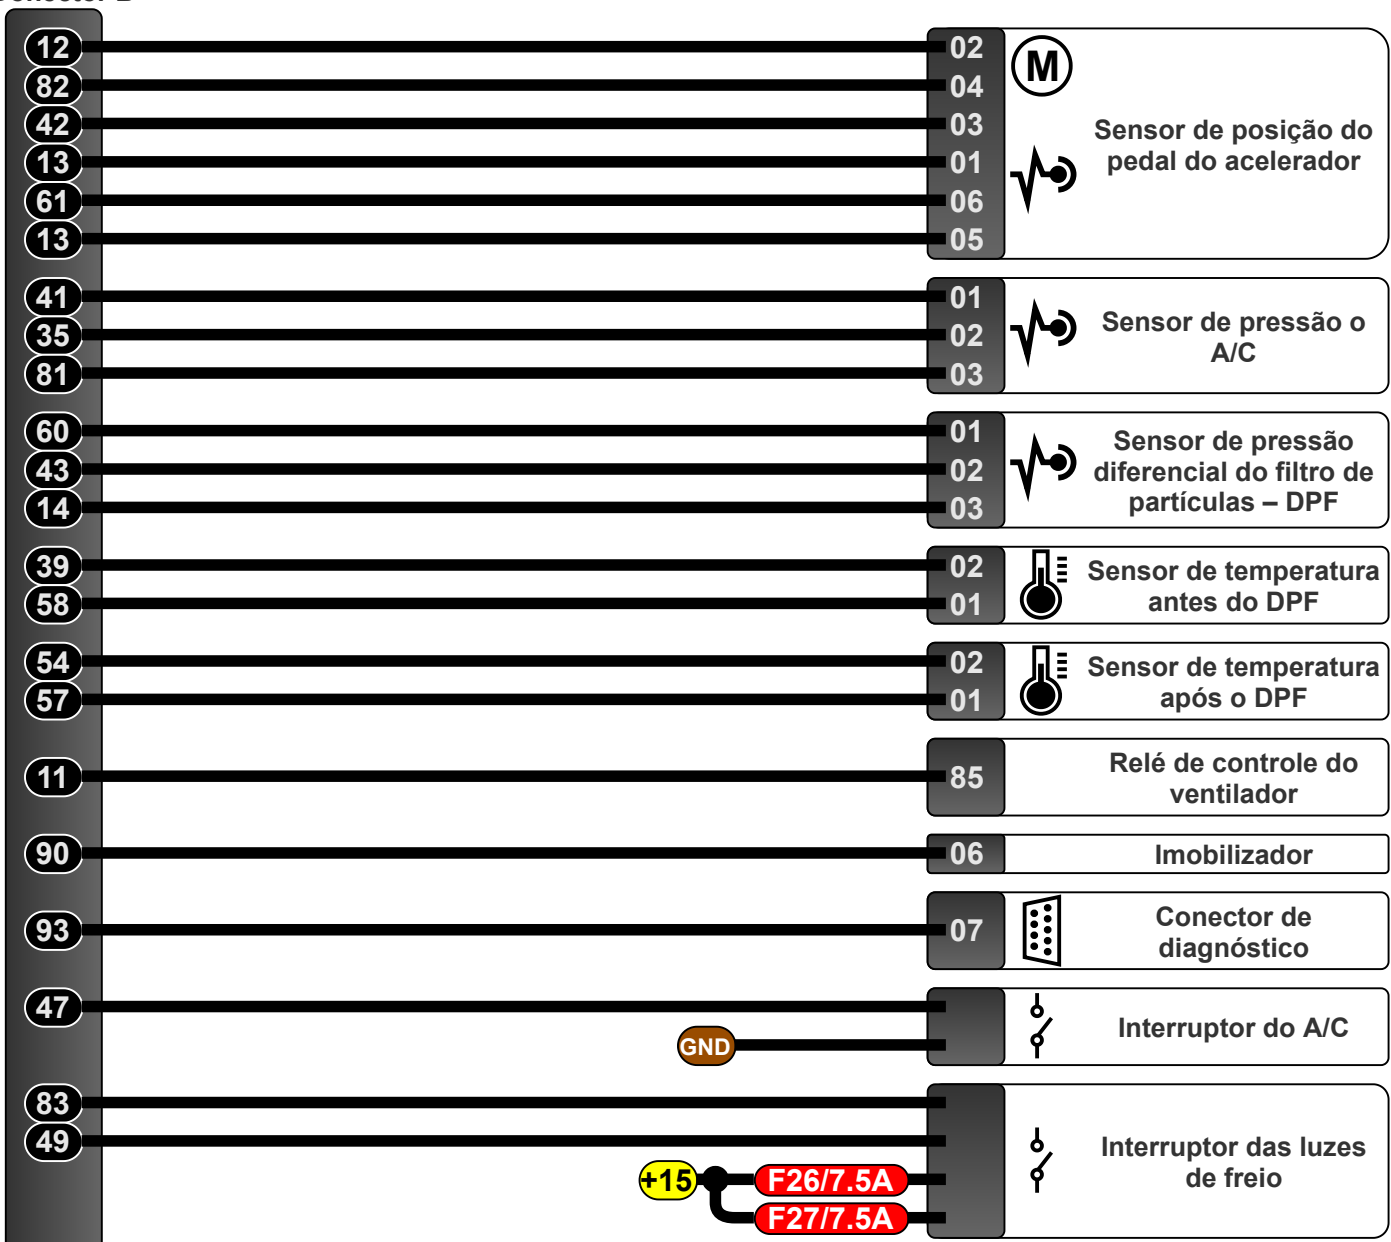 12 02 M
82 04
42 03 Sensor de posição do
13 01 pedal do acelerador
61 06
13 05
41 01
35 02 Sensor de pressão o
81 03 A/C
60 01 Sensor de pressão
43 02 diferencial do filtro de
14 03 partículas – DPF
39 02 Sensor de temperatura
58 01 antes do DPF
54 02 Sensor de temperatura
57 01 após o DPF
11 85 Relé de controle do
ventilador
90 06 Imobilizador
93 07 Conector de
diagnóstico
47
GND Interruptor do A/C
83
49 Interruptor das luzes
+15 F26/7.5A de freio
F27/7.5A